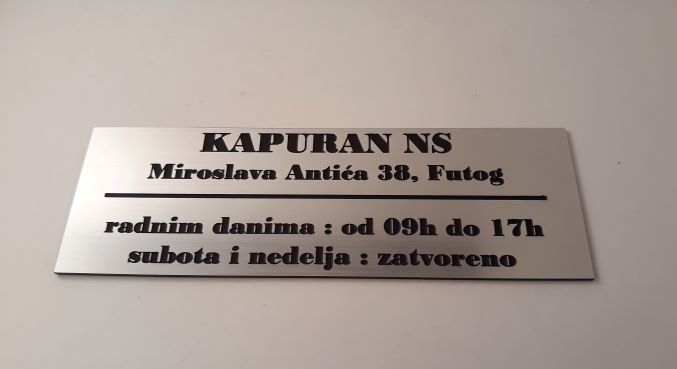 KAPURAN NS
Miroslava Antića 38, Futog
radnim danima : od 09h do 17h
subota i nedelja : zatvoreno